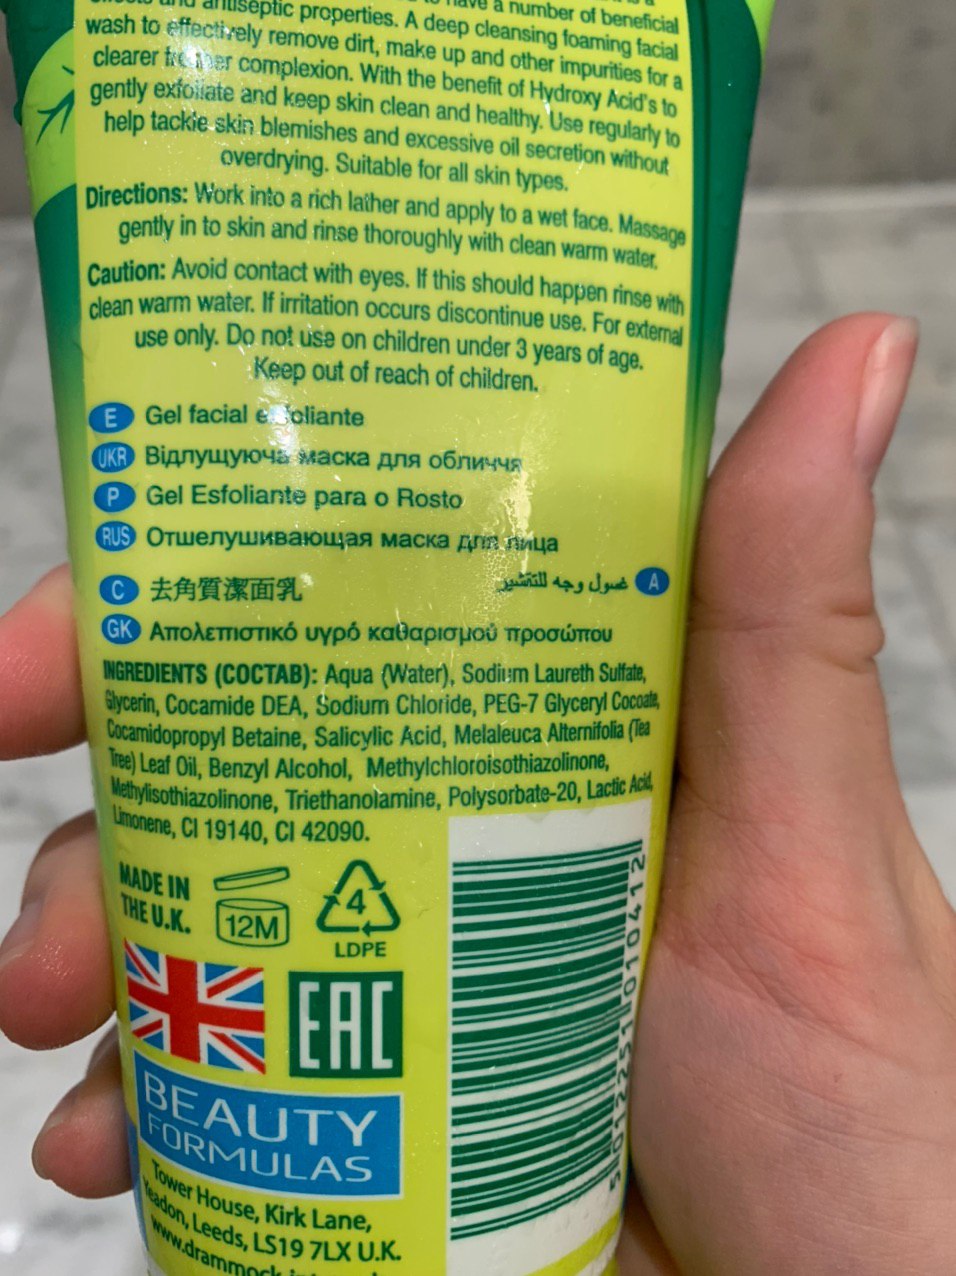 antiseptic properties. A deep cleansing foaming facial
have a number of beneficial
wash to effectively remove dirt, make up and other impurities for a
clearer complexion. With the benefit of Hydroxy Acid's to
gently exfoliate and keep skin clean and healthy. Use regularly to
help tackle skin blemishes and excessive oil secretion without
overdrying. Suitable for all skin types.
Directions: Work into a rich lather and apply to a wet face. Massage
gently in to skin and rinse thoroughly with clean warm water.
Caution: Avoid contact with eyes. If this should happen rinse with
clean warm water. If irritation occurs discontinue use. For external
use only. Do not use on children under 3 years of age.
Keep out of reach of children.
E Gel facial exfoliante
UKR Відлущуюча маска для обличчя
P Gel Esfoliante para o Rosto
RUS Отшелушивающая маска для лица
C 去角質潔面乳
A غسول وجه للتقشير
GK Απολεπιστικό υγρό καθαρισμού προσώπου
INGREDIENTS (СОСТАВ): Aqua (Water), Sodium Laureth Sulfate,
Glycerin, Cocamide DEA, Sodium Chloride, PEG-7 Glyceryl Cocoate,
Cocamidopropyl Betaine, Salicylic Acid, Melaleuca Alternifolia (Tea
Tree) Leaf Oil, Benzyl Alcohol, Methylchloroisothiazolinone,
Methylisothiazolinone, Triethanolamine, Polysorbate-20, Lactic Acid,
Limonene, CI 19140, CI 42090.
MADE IN
THE U.K.
12M
4
LDPE
EAC
5012251010412
BEAUTY
FORMULAS
Tower House, Kirk Lane,
Yeadon, Leeds, LS19 7LX U.K.